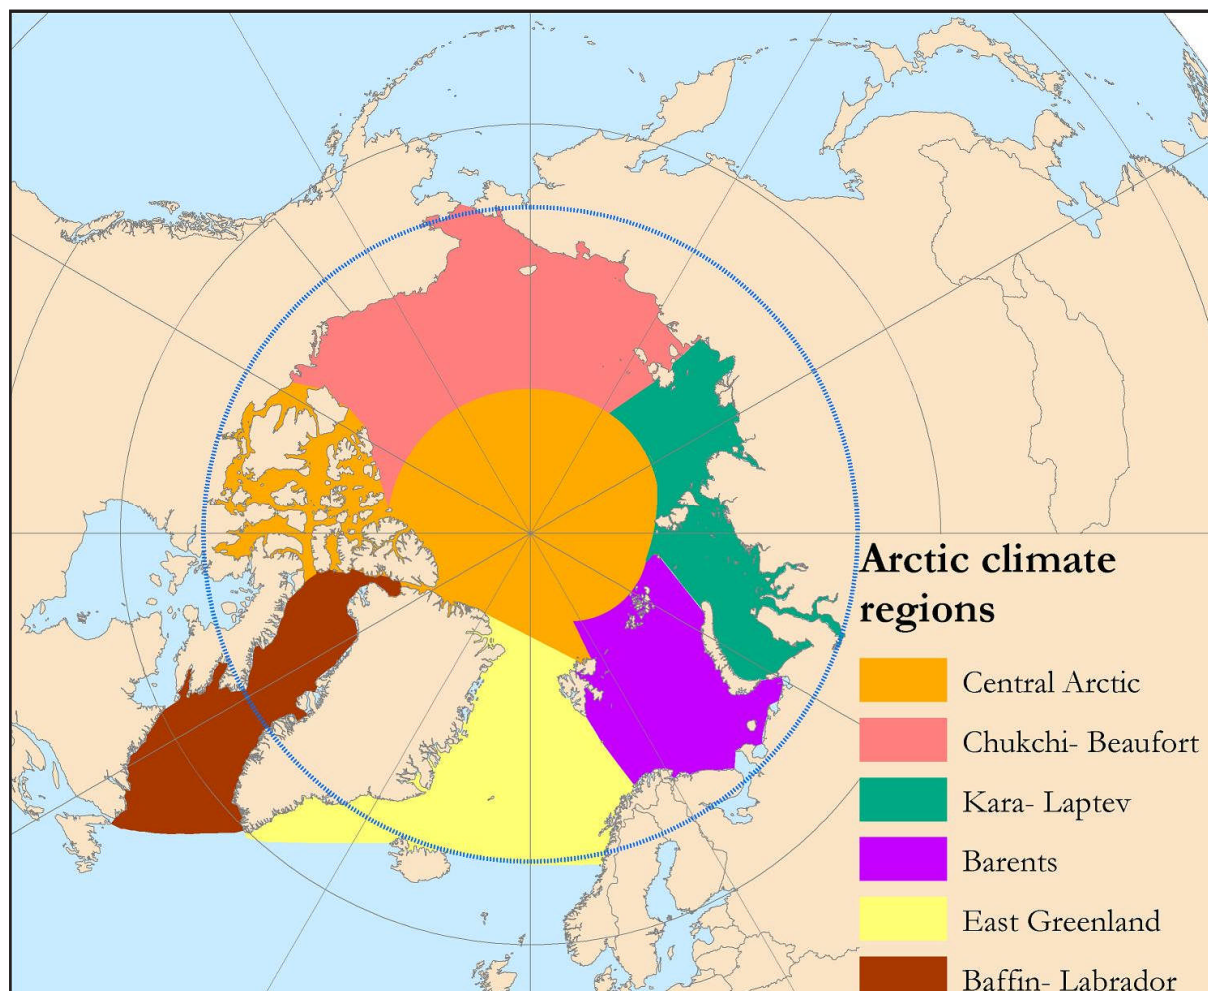 Arctic climate
regions
Central Arctic
Chukchi- Beaufort
Kara- Laptev
Barents
East Greenland
Baffin- Labrador